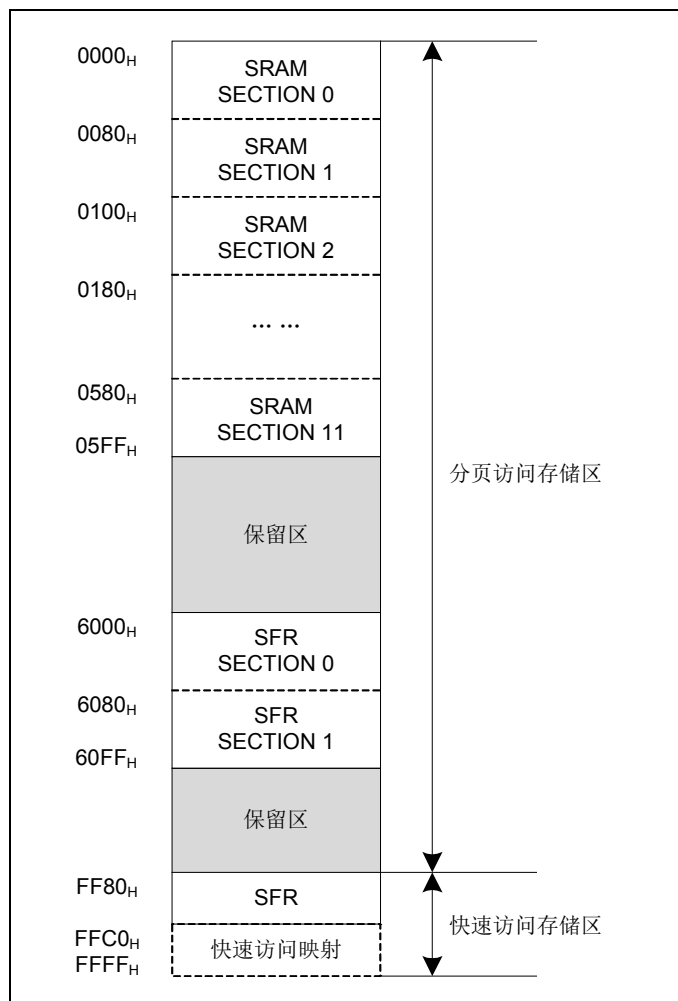 0000H
SRAM
SECTION 0
0080H
SRAM
SECTION 1
0100H
SRAM
SECTION 2
0180H
... ...
0580H
SRAM
SECTION 11
05FFH
分页访问存储区
保留区
6000H
SFR
SECTION 0
6080H
SFR
SECTION 1
60FFH
保留区
FF80H
SFR
快速访问存储区
FFC0H
快速访问映射
FFFFH